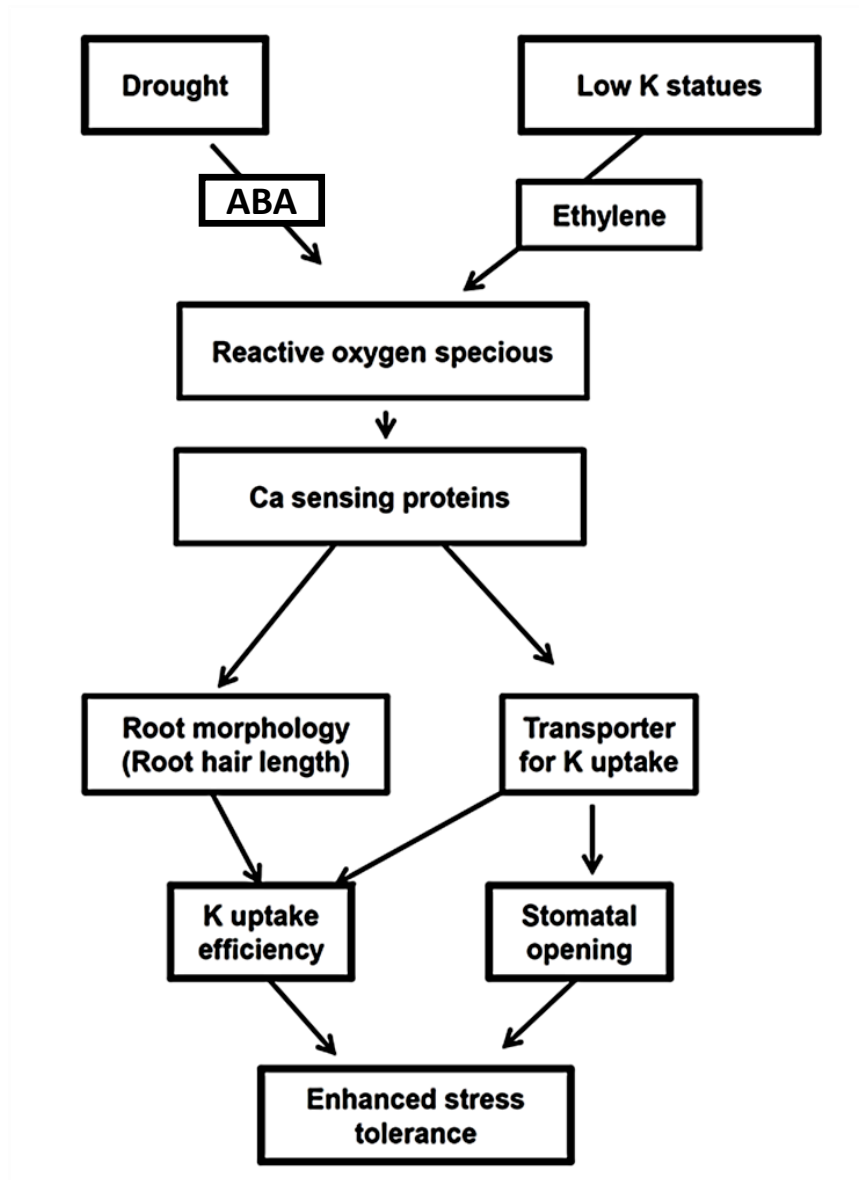 Drought
Low K statues
ABA
Ethylene
Reactive oxygen specious
Ca sensing proteins
Root morphology
(Root hair length)
Transporter
for K uptake
K uptake
efficiency
Stomatal
opening
Enhanced stress
tolerance